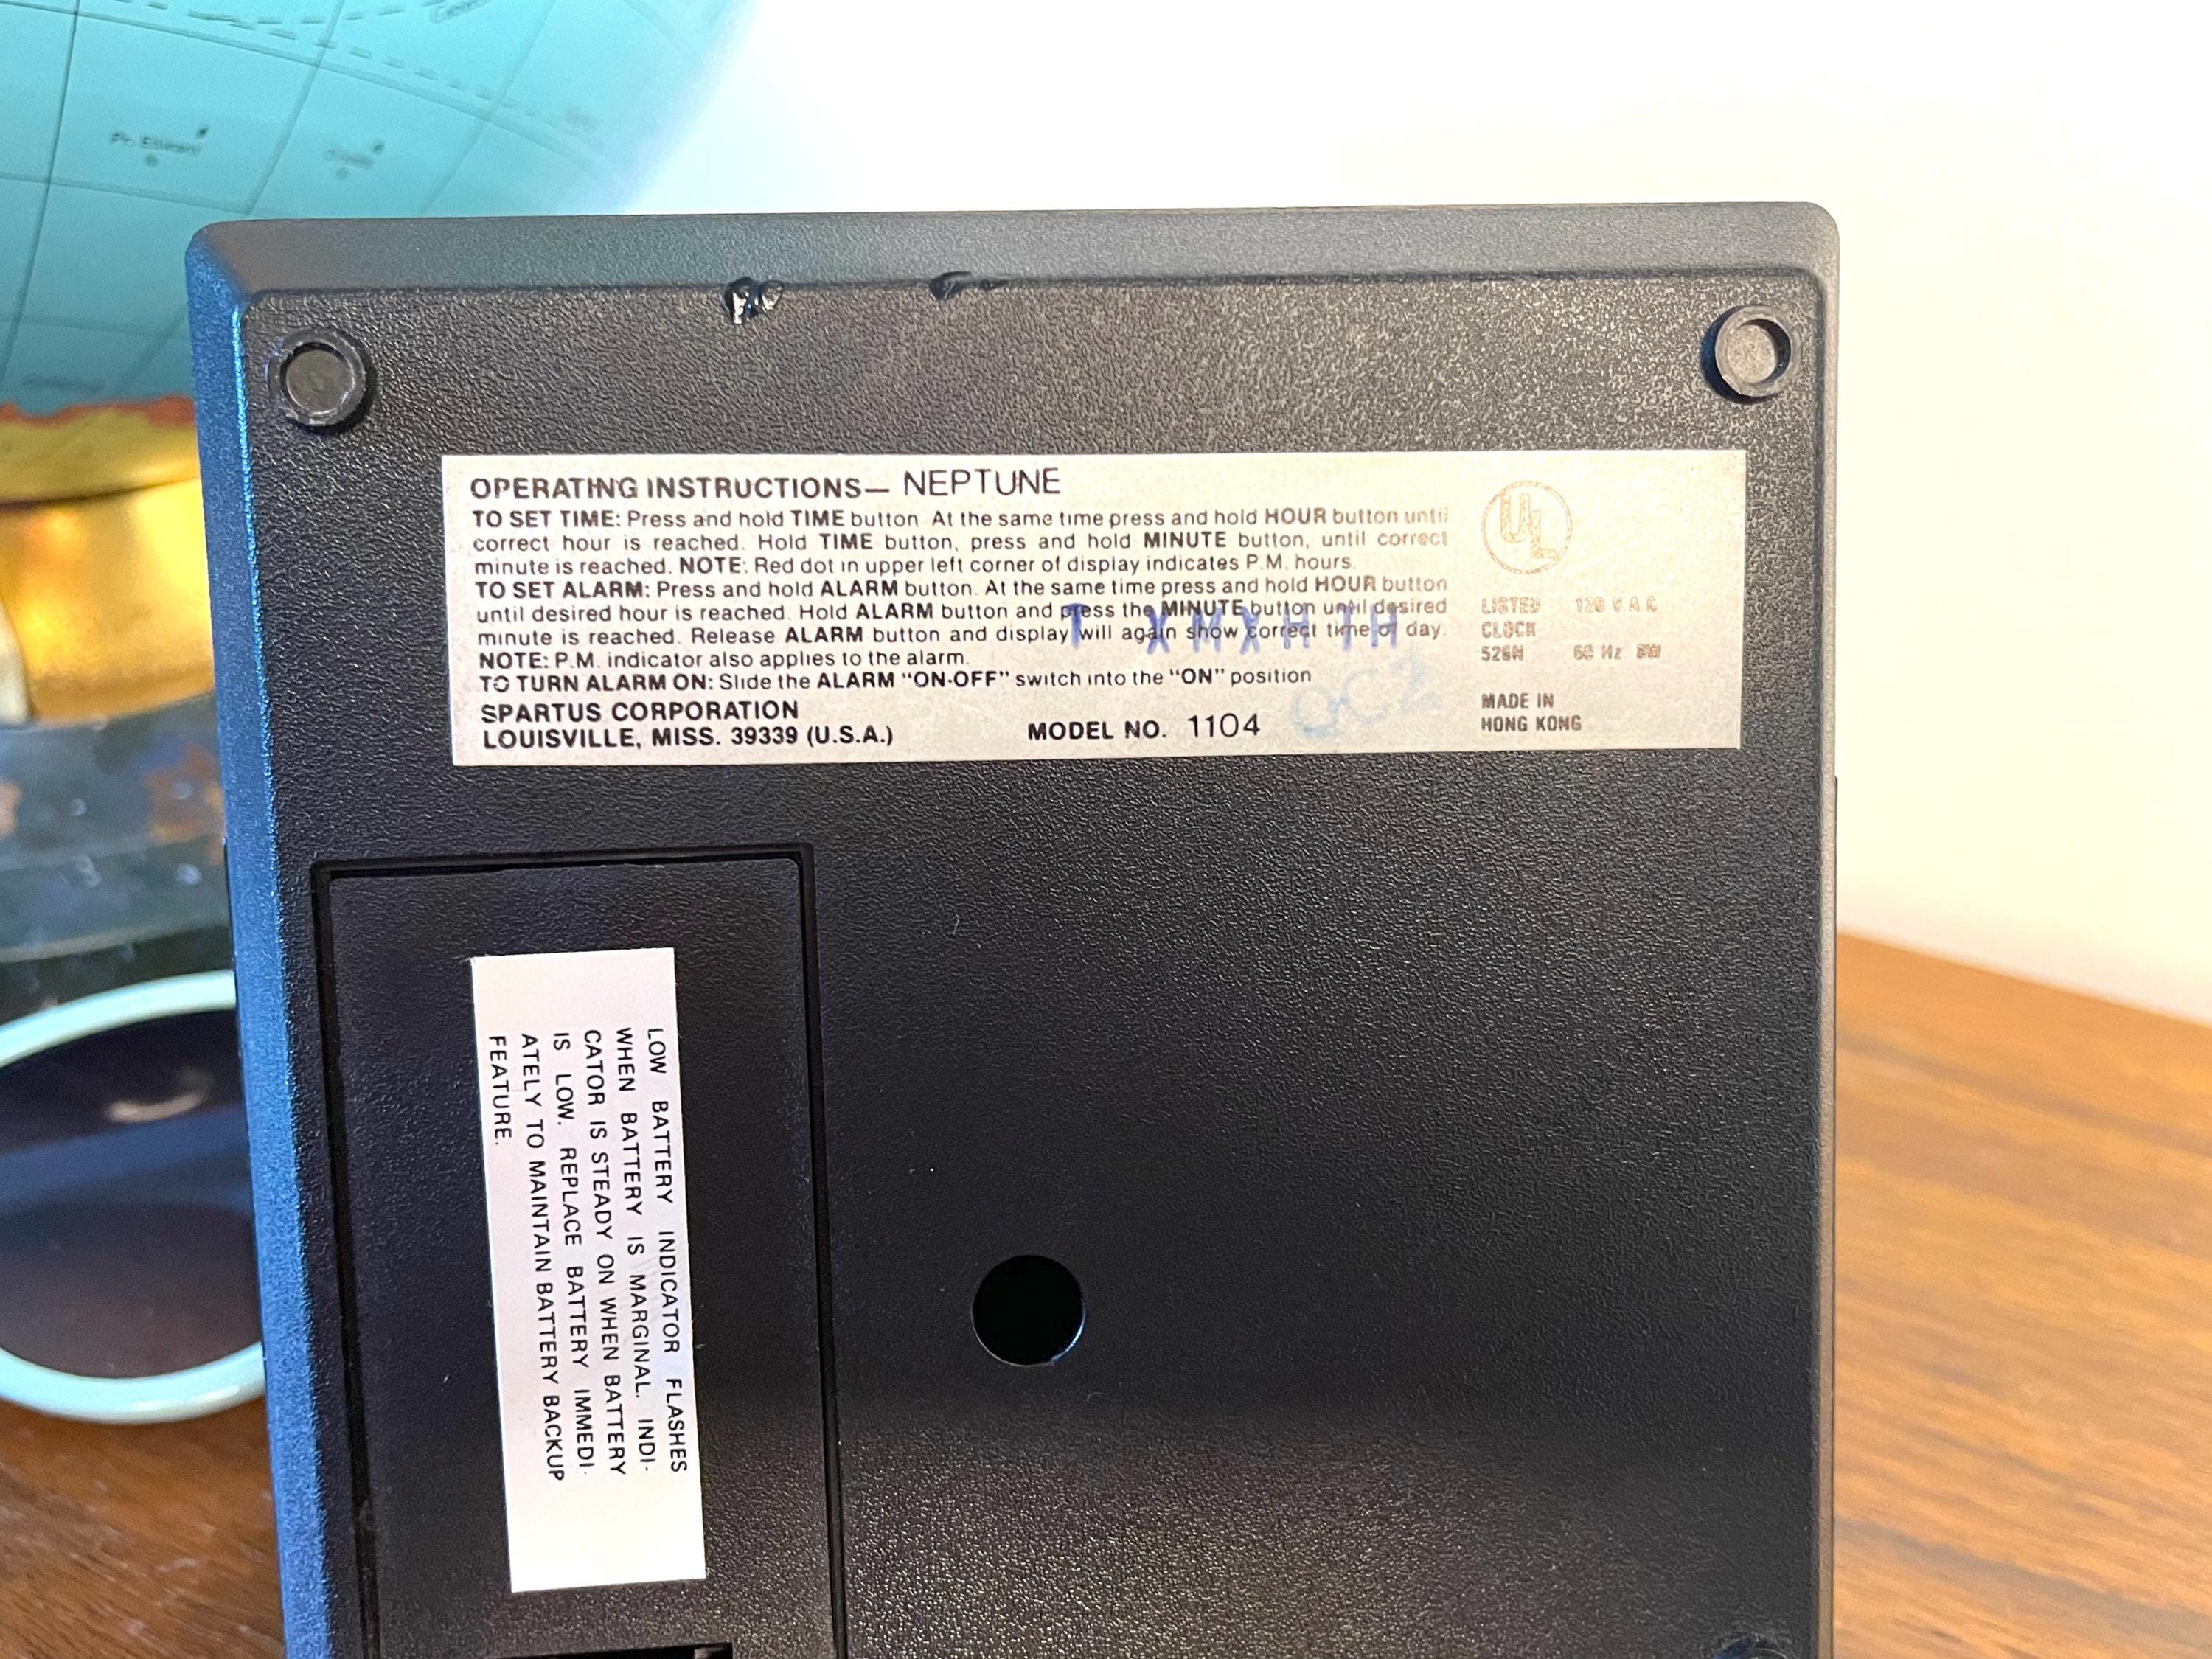 OPERATING INSTRUCTIONS— NEPTUNE
TO SET TIME: Press and hold TIME button. At the same time press and hold HOUR button until
correct hour is reached. Hold TIME button, press and hold MINUTE button, until correct
minute is reached. NOTE: Red dot in upper left corner of display indicates P.M. hours.
TO SET ALARM: Press and hold ALARM button. At the same time press and hold HOUR button
until desired hour is reached. Hold ALARM button and press the MINUTE button until desired
minute is reached. Release ALARM button and display will again show correct time of day.
NOTE: P.M. indicator also applies to the alarm.
TO TURN ALARM ON: Slide the ALARM "ON-OFF" switch into the "ON" position
SPARTUS CORPORATION
LOUISVILLE, MISS. 39339 (U.S.A.)
MODEL NO. 1104
T XMXHTH
QC2
UL
LISTED 120 V.A.C
CLOCK
526N 60 Hz
MADE IN
HONG KONG
LOW BATTERY INDICATOR FLASHES
WHEN BATTERY IS MARGINAL. INDI-
CATOR IS STEADY ON WHEN BATTERY
IS LOW. REPLACE BATTERY IMMEDI-
ATELY TO MAINTAIN BATTERY BACKUP
FEATURE.